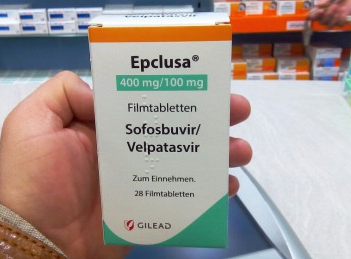 Epclusa®
400 mg/100 mg
Filmtabletten
Sofosbuvir/
Velpatasvir
Zum Einnehmen.
28 Filmtabletten
GILEAD